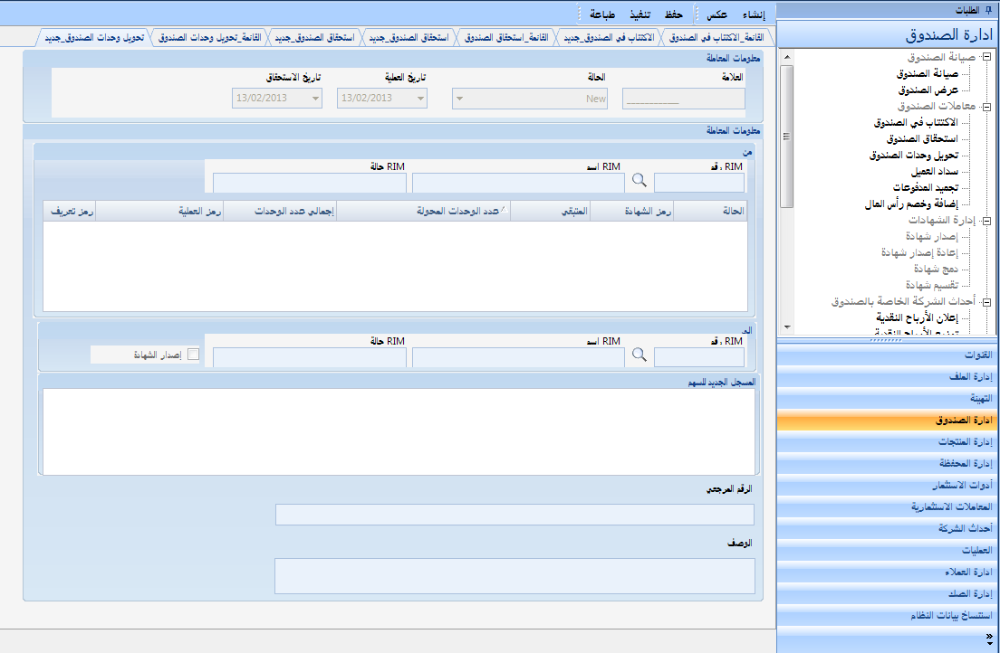 الطلبات
ادارة الصندوق
صيانة الصندوق
صيانة الصندوق
عرض الصندوق
معاملات الصندوق
الاكتتاب في الصندوق
استحقاق الصندوق
تحويل وحدات الصندوق
سداد العميل
تجميد المدفوعات
إضافة وخصم رأس المال
إدارة الشهادات
إصدار شهادة
إعادة إصدار شهادة
دمج شهادة
تقسيم شهادة
أحداث الشركة الخاصة بالصندوق
إعلان الأرباح النقدية
توزيع الأرباح النقدية
القنوات
إدارة الملف
التهيئة
ادارة الصندوق
إدارة المنتجات
إدارة المحفظة
أدوات الاستثمار
المعاملات الاستثمارية
أحداث الشركة
العمليات
ادارة العملاء
إدارة الصك
استنساخ بيانات النظام
إنشاء عكس حفظ تنفيذ طباعة
القائمة_الاكتتاب في الصندوق الاكتتاب في الصندوق_جديد القائمة_استحقاق الصندوق استحقاق الصندوق_جديد استحقاق الصندوق_جديد القائمة_تحويل وحدات الصندوق تحويل وحدات الصندوق_جديد
معلومات المعاملة
العلامة الحالة تاريخ العملية تاريخ الاستحقاق
___________ New 13/02/2013 13/02/2013
معلومات المعاملة
من
RIM رقم RIM اسم RIM حالة
الحالة رمز الشهادة المتبقي عدد الوحدات المحولة إجمالي عدد الوحدات رمز العملية رمز تعريف
الى
RIM رقم RIM اسم RIM حالة
إصدار الشهادة
المسجل الجديد للسهم
الرقم المرجعي
الوصف